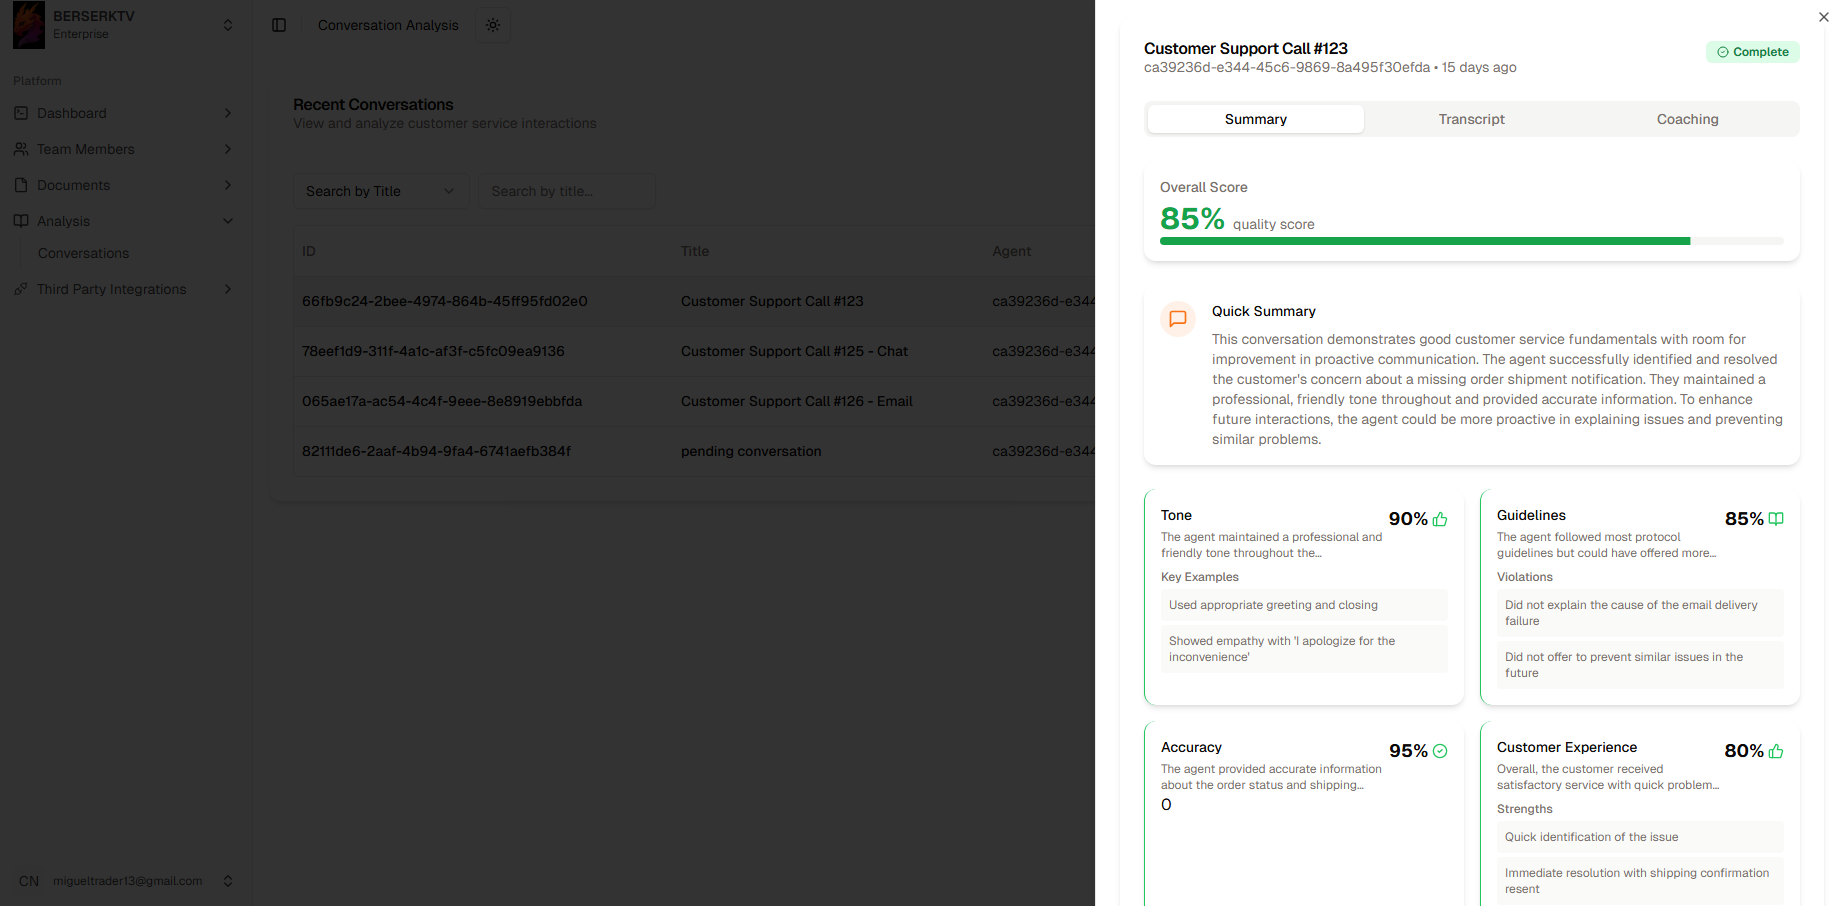 BERSERKTV
Enterprise
Platform
Dashboard
Team Members
Documents
Analysis
Conversations
Third Party Integrations
CN
migueltrader13@gmail.com
Conversation Analysis
Recent Conversations
View and analyze customer service interactions
Search by Title
Search by title...
ID Title Agent
66fb9c24-2bee-4974-864b-45ff95fd02e0 Customer Support Call #123 ca39236d-e344
78eef1d9-311f-4a1c-af3f-c5fc09ea9136 Customer Support Call #125 - Chat ca39236d-e344
065ae17a-ac54-4c4f-9eee-8e8919ebbfda Customer Support Call #126 - Email ca39236d-e344
82111de6-2aaf-4b94-9fa4-6741aefb384f pending conversation ca39236d-e344
Customer Support Call #123
ca39236d-e344-45c6-9869-8a495f30efda • 15 days ago
Complete
Summary
Transcript
Coaching
Overall Score
85% quality score
Quick Summary
This conversation demonstrates good customer service fundamentals with room for
improvement in proactive communication. The agent successfully identified and resolved
the customer's concern about a missing order shipment notification. They maintained a
professional, friendly tone throughout and provided accurate information. To enhance
future interactions, the agent could be more proactive in explaining issues and preventing
similar problems.
Tone
90%
The agent maintained a professional and
friendly tone throughout the...
Key Examples
Used appropriate greeting and closing
Showed empathy with 'I apologize for the
inconvenience'
Guidelines
85%
The agent followed most protocol
guidelines but could have offered more...
Violations
Did not explain the cause of the email delivery
failure
Did not offer to prevent similar issues in the
future
Accuracy
95%
The agent provided accurate information
about the order status and shipping...
0
Customer Experience
80%
Overall, the customer received
satisfactory service with quick problem...
Strengths
Quick identification of the issue
Immediate resolution with shipping confirmation
resent